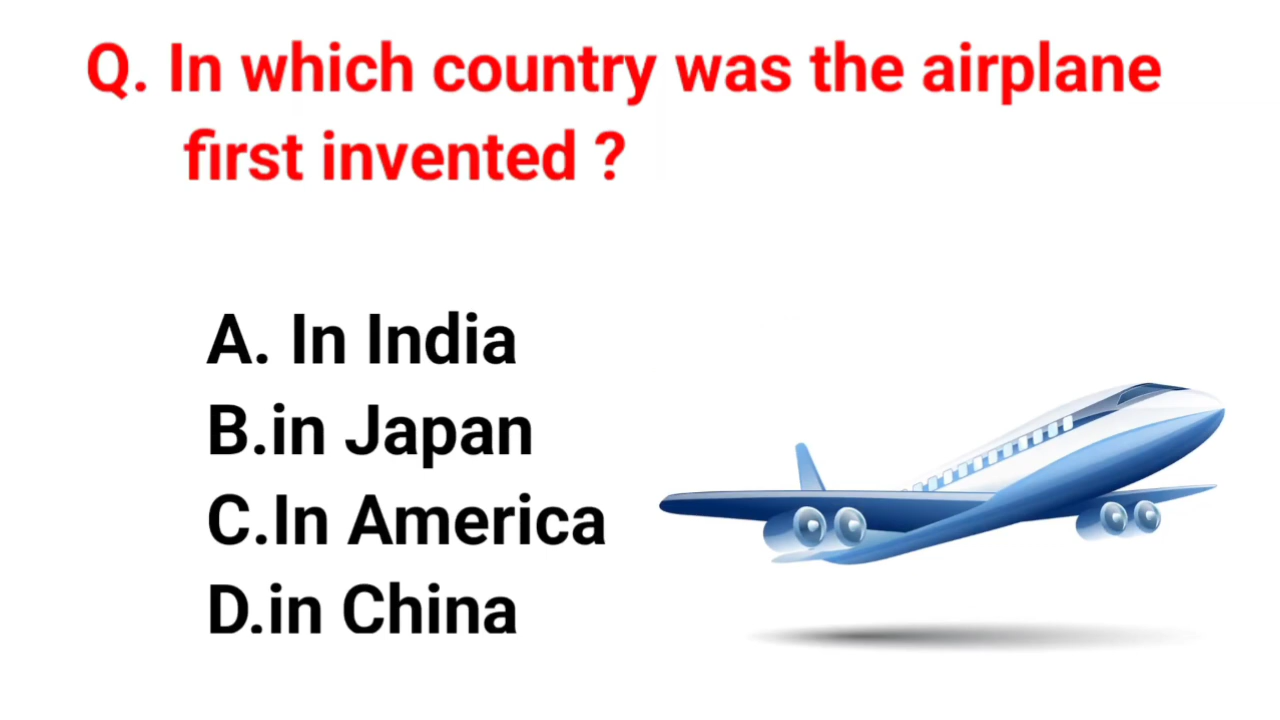 Q. In which country was the airplane
first invented ?
A. In India
B.in Japan
C.In America
D.in China